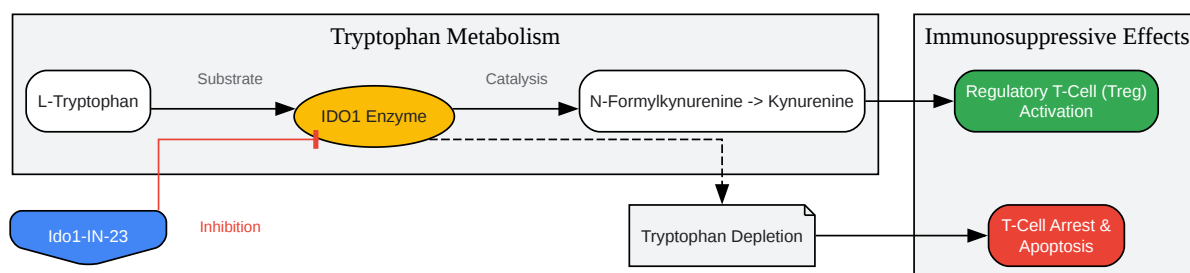 Tryptophan Metabolism
Immunosuppressive Effects
Substrate
Catalysis
L-Tryptophan
IDO1 Enzyme
N-Formylkynurenine -> Kynurenine
Regulatory T-Cell (Treg)
Activation
Ido1-IN-23
Inhibition
Tryptophan Depletion
T-Cell Arrest &
Apoptosis